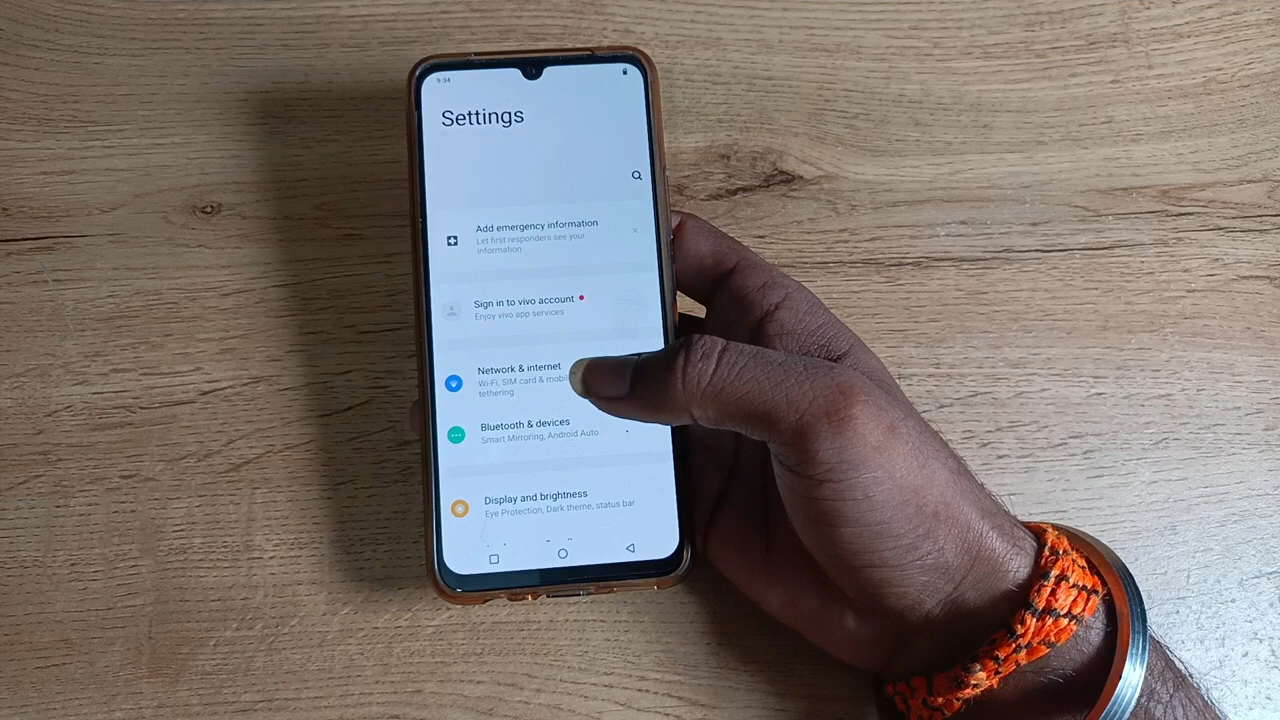 9:34
Settings
Add emergency information
Let first responders see your
information
Sign in to vivo account
Enjoy vivo app services
Network & internet
Wi-Fi, SIM card &
tethering
Bluetooth & devices
Smart Mirroring, Android Auto
Display and brightness
Eye Protection, Dark theme, status bar